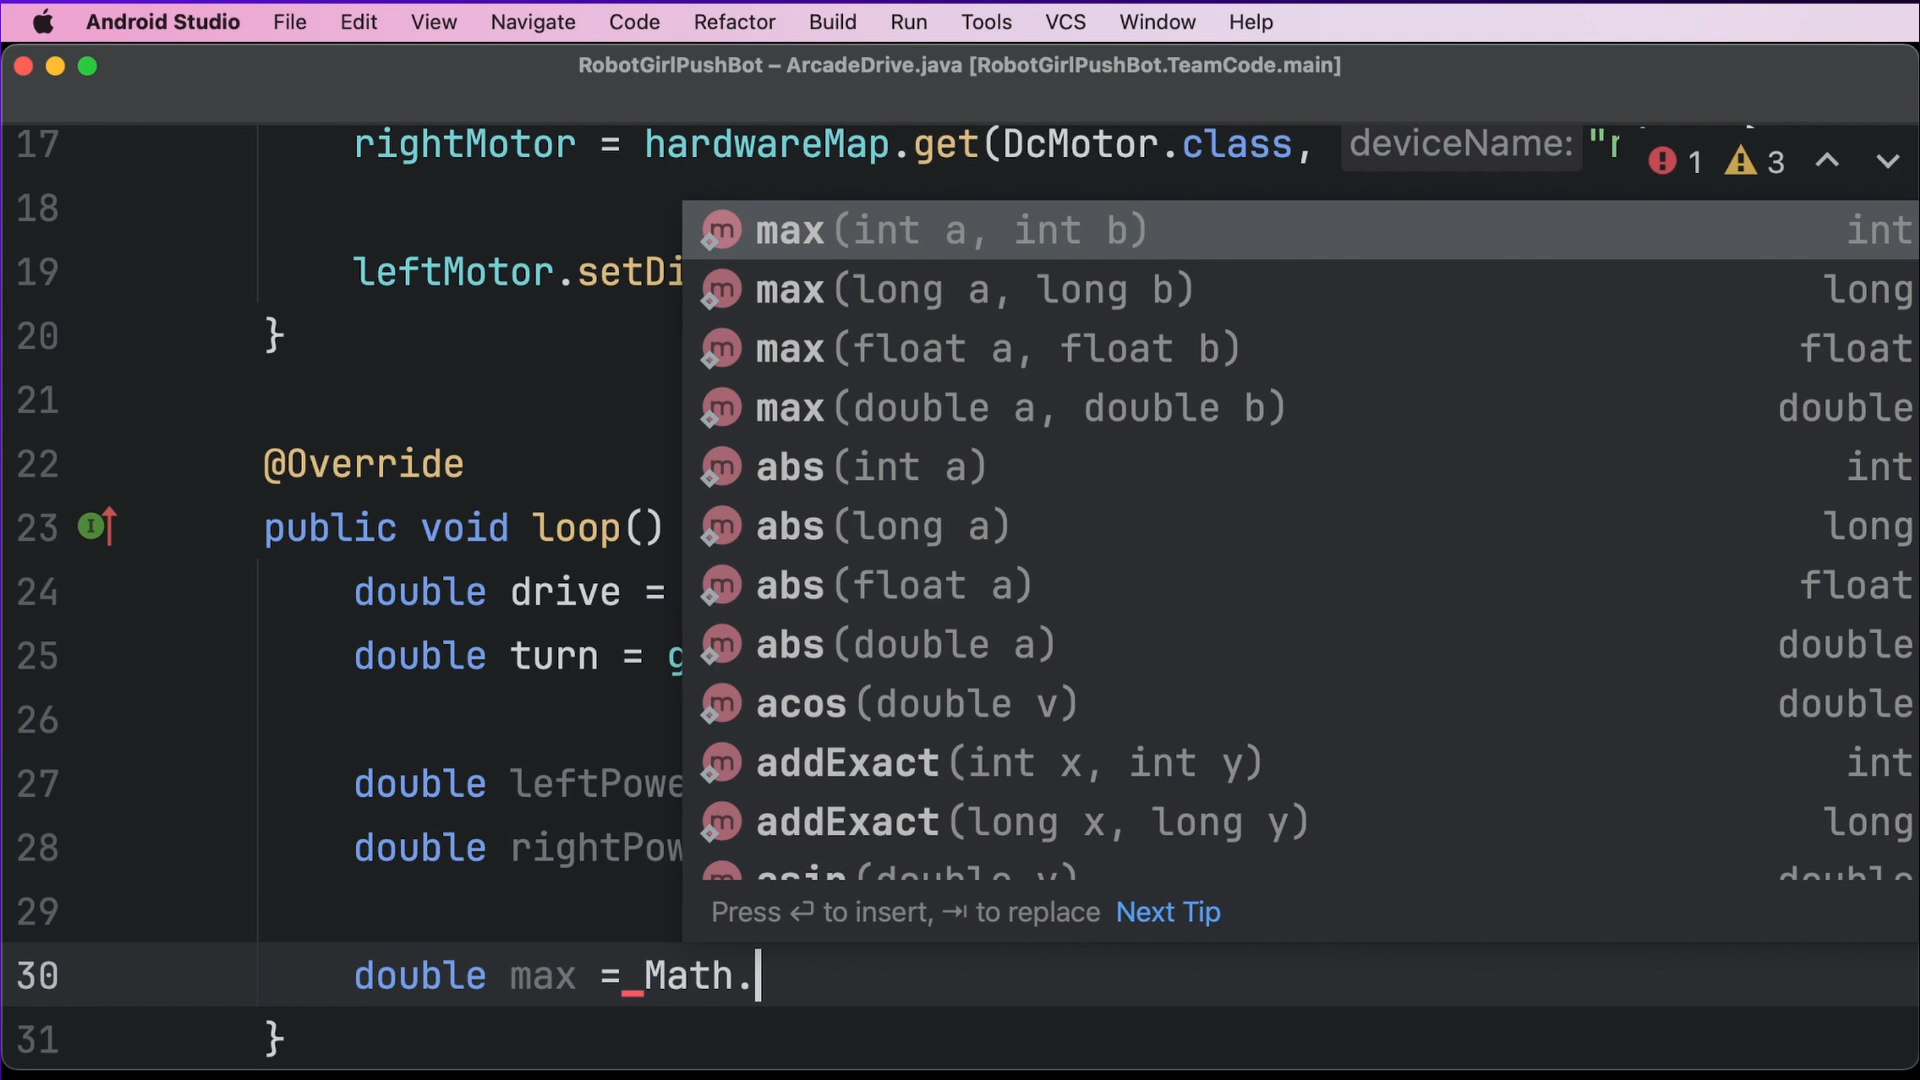 Android Studio File Edit View Navigate Code Refactor Build Run Tools VCS Window Help
RobotGirlPushBot – ArcadeDrive.java [RobotGirlPushBot.TeamCode.main]
17 rightMotor = hardwareMap.get(DcMotor.class, deviceName: "r 1 3
18
19 leftMotor.setDi
20 }
21
22 @Override
23 public void loop()
24 double drive =
25 double turn = g
26
27 double leftPowe
28 double rightPow
29
30 double max = Math.
31 }
max(int a, int b) int
max(long a, long b) long
max(float a, float b) float
max(double a, double b) double
abs(int a) int
abs(long a) long
abs(float a) float
abs(double a) double
acos(double v) double
addExact(int x, int y) int
addExact(long x, long y) long
asin(double v) double
Press ↵ to insert, ⇥ to replace Next Tip